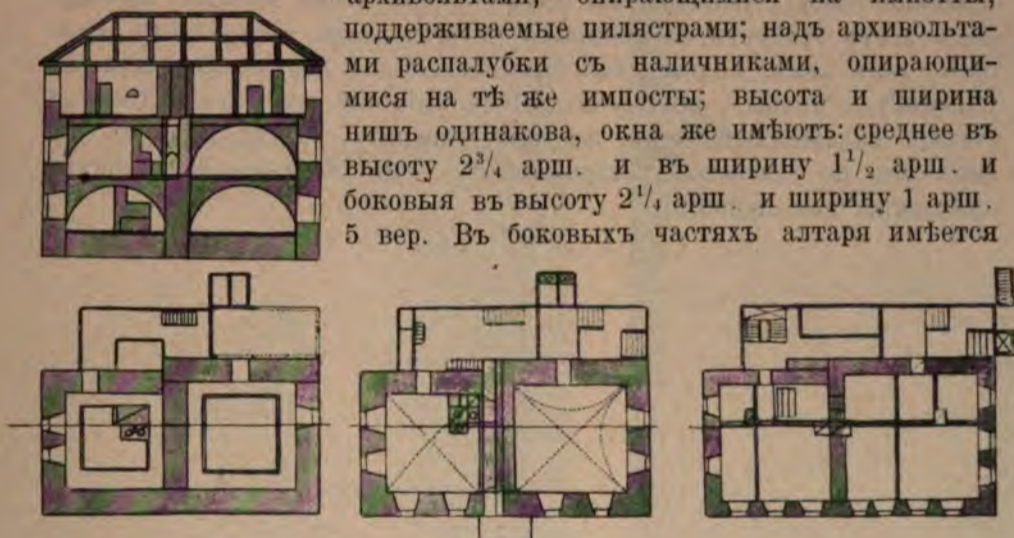 поддерживаемые пилястрами; надъ архивольта-
ми распалубки съ наличниками, опирающи-
мися на тѣ же импосты; высота и ширина
нишъ одинакова, окна же имѣютъ: среднее въ
высоту 2³/₄ арш. и въ ширину 1¹/₂ арш. и
боковыя въ высоту 2¹/₄ арш. и ширину 1 арш.
5 вер. Въ боковыхъ частяхъ алтаря имѣется